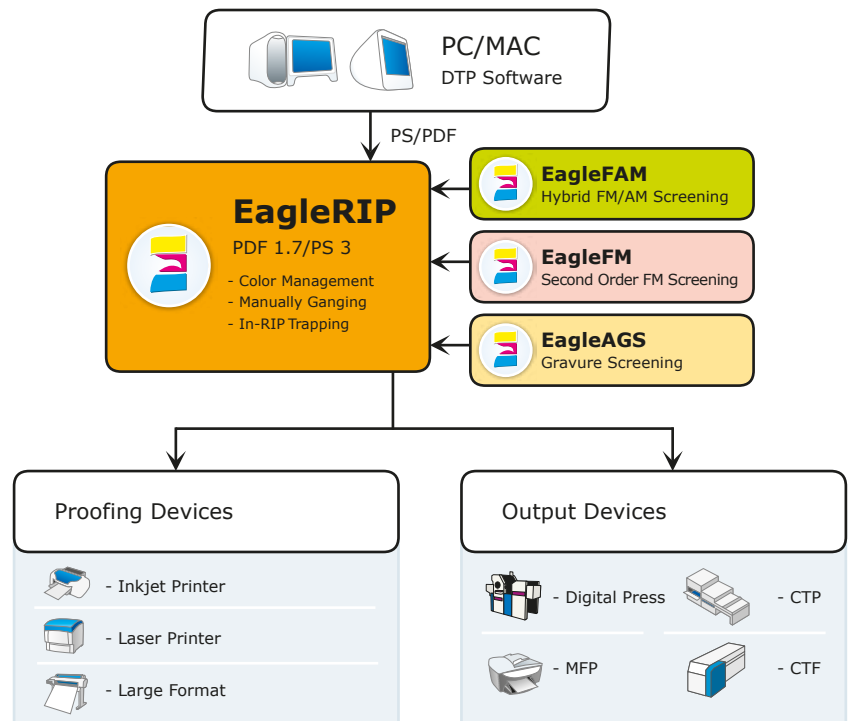 PC/MAC
DTP Software
PS/PDF
EagleRIP
PDF 1.7/PS 3
- Color Management
- Manually Ganging
- In-RIP Trapping
EagleFAM
Hybrid FM/AM Screening
EagleFM
Second Order FM Screening
EagleAGS
Gravure Screening
Proofing Devices
- Inkjet Printer
- Laser Printer
- Large Format
Output Devices
- Digital Press
- CTP
- MFP
- CTF